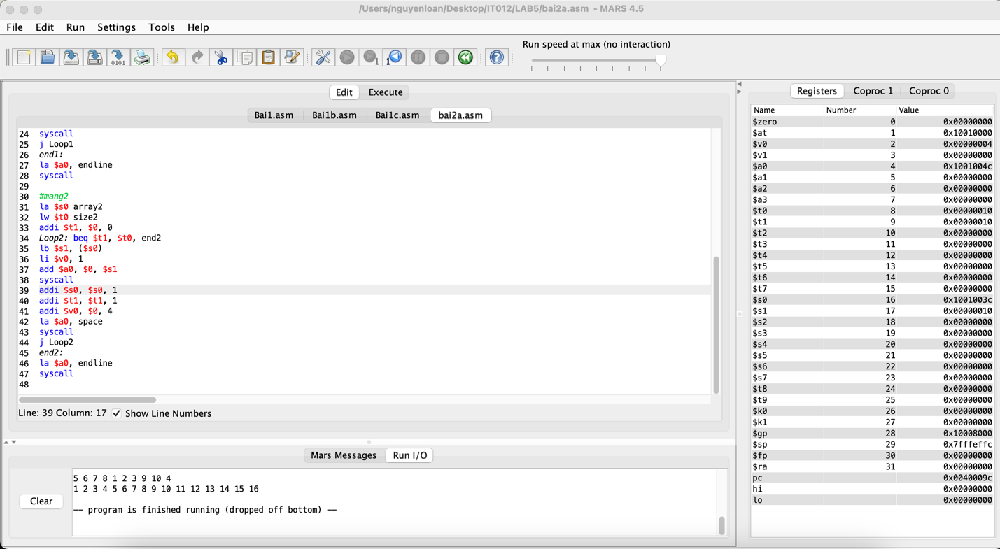 /Users/nguyenloan/Desktop/IT012/LAB5/bai2a.asm - MARS 4.5
File Edit Run Settings Tools Help
Run speed at max (no interaction)
Edit Execute
Bai1.asm Bai1b.asm Bai1c.asm bai2a.asm
24 syscall
25 j Loop1
26 end1:
27 la $a0, endline
28 syscall
29
30 #mang2
31 la $s0 array2
32 lw $t0 size2
33 addi $t1, $0, 0
34 Loop2: beq $t1, $t0, end2
35 lb $s1, ($s0)
36 li $v0, 1
37 add $a0, $0, $s1
38 syscall
39 addi $s0, $s0, 1
40 addi $t1, $t1, 1
41 addi $v0, $0, 4
42 la $a0, space
43 syscall
44 j Loop2
45 end2:
46 la $a0, endline
47 syscall
48
Line: 39 Column: 17 Show Line Numbers
Mars Messages Run I/O
Clear
5 6 7 8 1 2 3 9 10 4
1 2 3 4 5 6 7 8 9 10 11 12 13 14 15 16
-- program is finished running (dropped off bottom) --
Registers Coproc 1 Coproc 0
Name Number Value
$zero 0 0x00000000
$at 1 0x10010000
$v0 2 0x00000004
$v1 3 0x00000000
$a0 4 0x1001004c
$a1 5 0x00000000
$a2 6 0x00000000
$a3 7 0x00000000
$t0 8 0x00000010
$t1 9 0x00000010
$t2 10 0x00000000
$t3 11 0x00000000
$t4 12 0x00000000
$t5 13 0x00000000
$t6 14 0x00000000
$t7 15 0x00000000
$s0 16 0x1001003c
$s1 17 0x00000010
$s2 18 0x00000000
$s3 19 0x00000000
$s4 20 0x00000000
$s5 21 0x00000000
$s6 22 0x00000000
$s7 23 0x00000000
$t8 24 0x00000000
$t9 25 0x00000000
$k0 26 0x00000000
$k1 27 0x00000000
$gp 28 0x10008000
$sp 29 0x7fffeffc
$fp 30 0x00000000
$ra 31 0x00000000
pc 0x0040009c
hi 0x00000000
lo 0x00000000